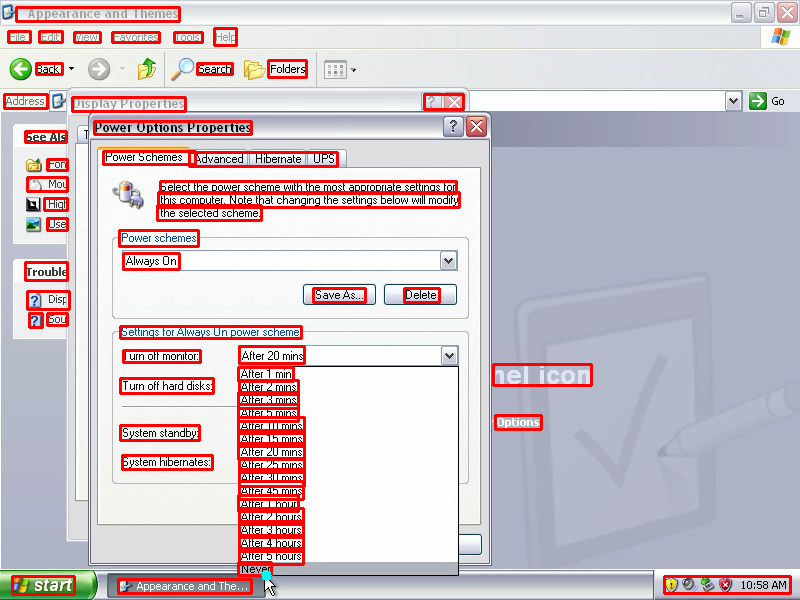 Appearance and Themes
File Edit View Favorites Tools Help
Back Search Folders
Address Go
Display Properties
Power Options Properties
See Als
Power Schemes Advanced Hibernate UPS
Select the power scheme with the most appropriate settings for
this computer. Note that changing the settings below will modify
the selected scheme.
Power schemes
Always On
Save As... Delete
Settings for Always On power scheme
Turn off monitor: After 20 mins
Turn off hard disks:
System standby:
System hibernates:
After 1 min
After 2 mins
After 3 mins
After 5 mins
After 10 mins
After 15 mins
After 20 mins
After 25 mins
After 30 mins
After 45 mins
After 1 hour
After 2 hours
After 3 hours
After 4 hours
After 5 hours
Never
Fon
Mou
High
Use
Trouble
Disp
Sou
nel icon
Options
start Appearance and The... 10:58 AM